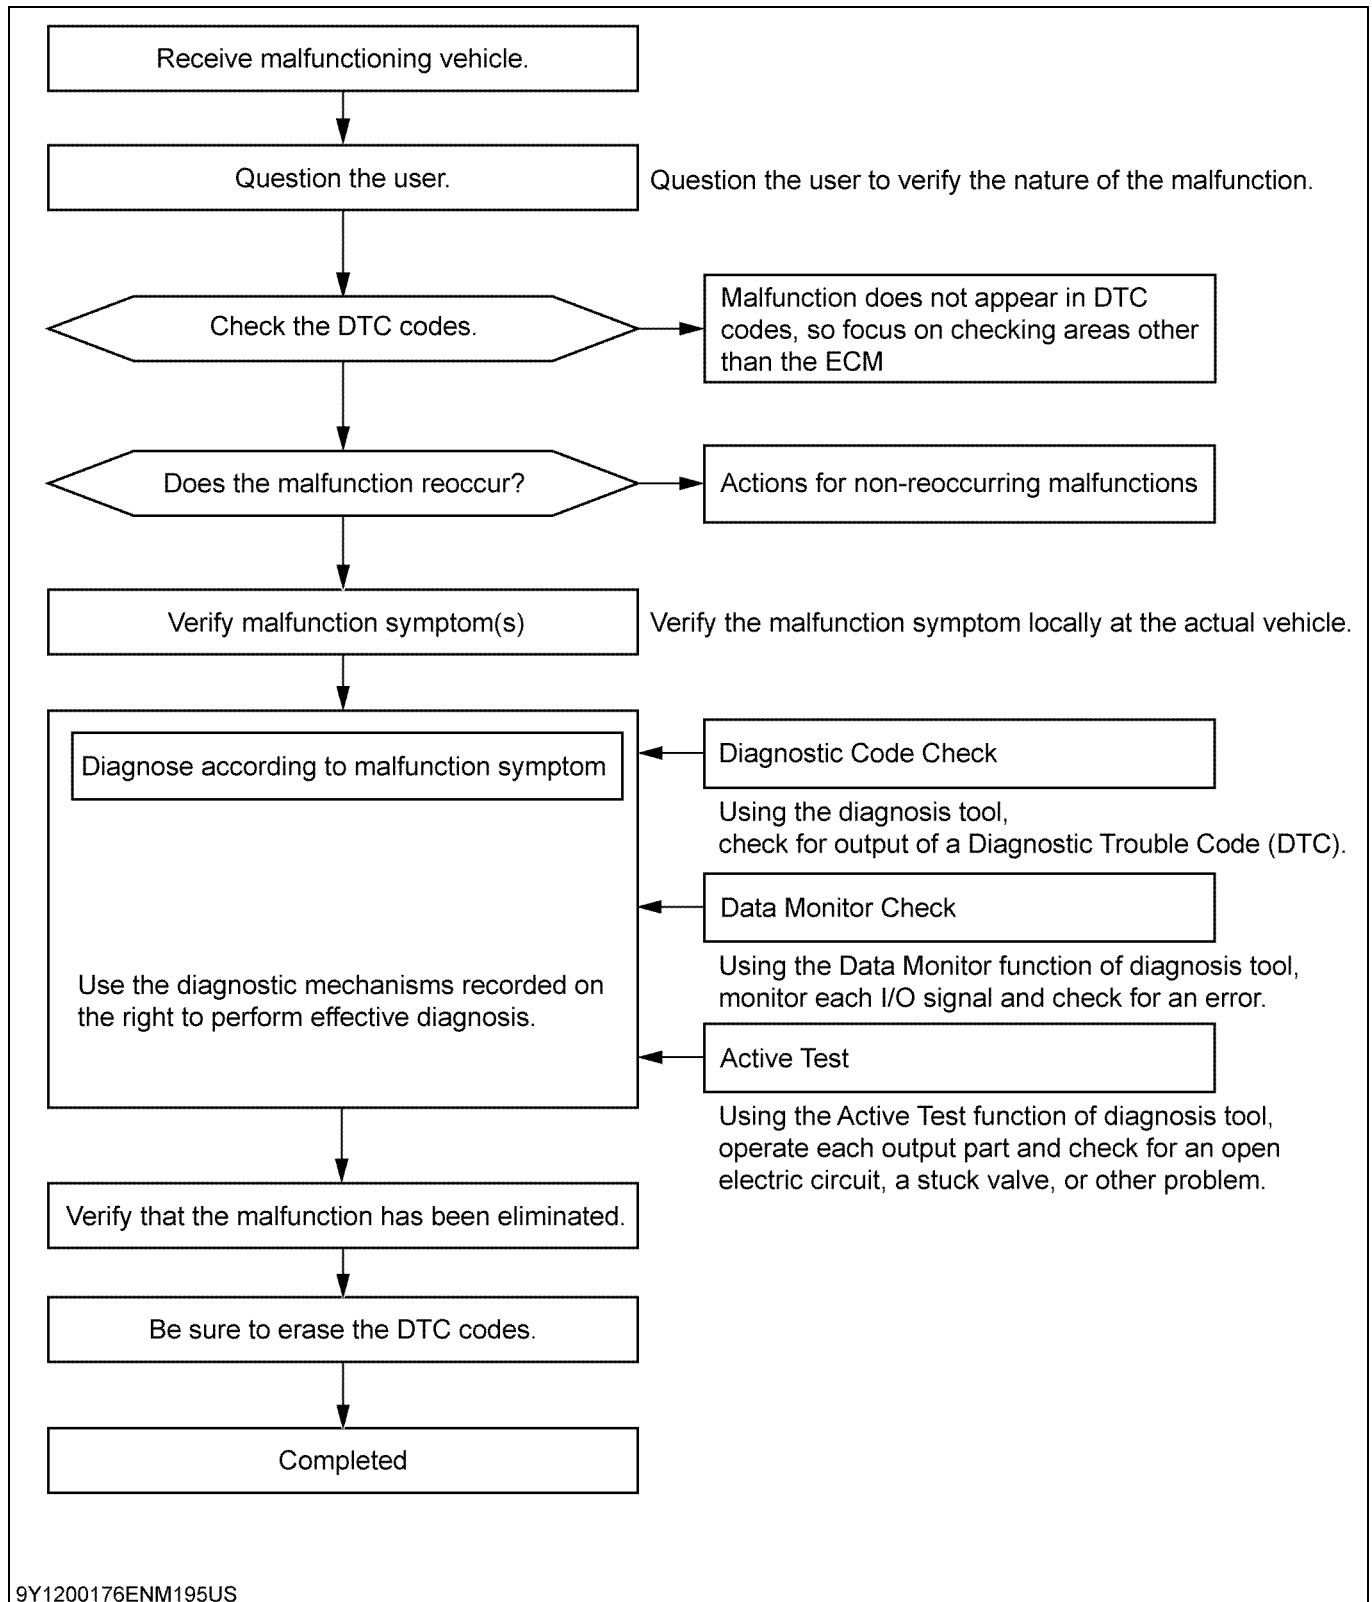 Receive malfunctioning vehicle.
Question the user.
Question the user to verify the nature of the malfunction.
Check the DTC codes.
Malfunction does not appear in DTC
codes, so focus on checking areas other
than the ECM
Does the malfunction reoccur?
Actions for non-reoccurring malfunctions
Verify malfunction symptom(s)
Verify the malfunction symptom locally at the actual vehicle.
Diagnose according to malfunction symptom
Use the diagnostic mechanisms recorded on
the right to perform effective diagnosis.
Diagnostic Code Check
Using the diagnosis tool,
check for output of a Diagnostic Trouble Code (DTC).
Data Monitor Check
Using the Data Monitor function of diagnosis tool,
monitor each I/O signal and check for an error.
Active Test
Using the Active Test function of diagnosis tool,
operate each output part and check for an open
electric circuit, a stuck valve, or other problem.
Verify that the malfunction has been eliminated.
Be sure to erase the DTC codes.
Completed
9Y1200176ENM195US